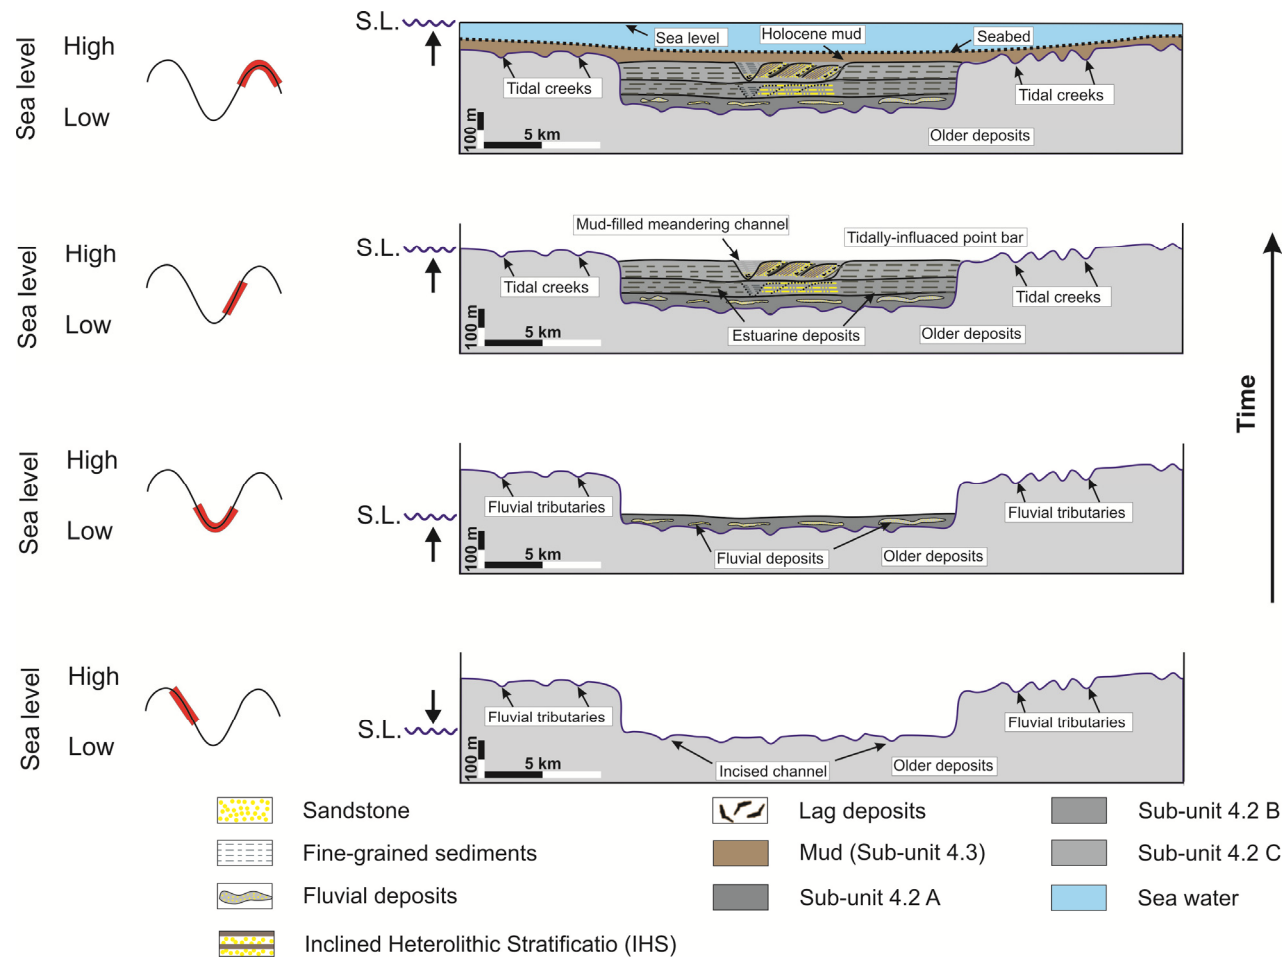 Sea level
High
Low
S.L.
Sea level
Holocene mud
Seabed
Tidal creeks
Tidal creeks
Older deposits
100 m
5 km
Sea level
High
Low
S.L.
Mud-filled meandering channel
Tidally-influaced point bar
Tidal creeks
Tidal creeks
Estuarine deposits
Older deposits
100 m
5 km
Time
Sea level
High
Low
S.L.
Fluvial tributaries
Fluvial tributaries
Fluvial deposits
Older deposits
100 m
5 km
Sea level
High
Low
S.L.
Fluvial tributaries
Fluvial tributaries
Incised channel
Older deposits
100 m
5 km
Sandstone
Fine-grained sediments
Fluvial deposits
Inclined Heterolithic Stratificatio (IHS)
Lag deposits
Mud (Sub-unit 4.3)
Sub-unit 4.2 A
Sub-unit 4.2 B
Sub-unit 4.2 C
Sea water